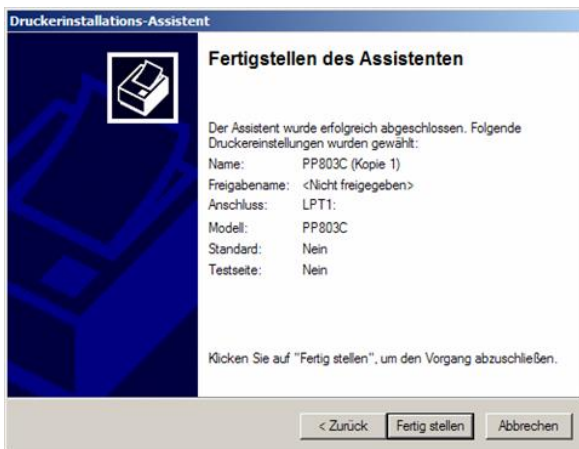 Druckerinstallations-Assistent
Fertigstellen des Assistenten
Der Assistent wurde erfolgreich abgeschlossen. Folgende
Druckereinstellungen wurden gewählt:
Name: PP803C (Kopie 1)
Freigabename: <Nicht freigegeben>
Anschluss: LPT1:
Modell: PP803C
Standard: Nein
Testseite: Nein
Klicken Sie auf "Fertig stellen", um den Vorgang abzuschließen.
< Zurück Fertig stellen Abbrechen